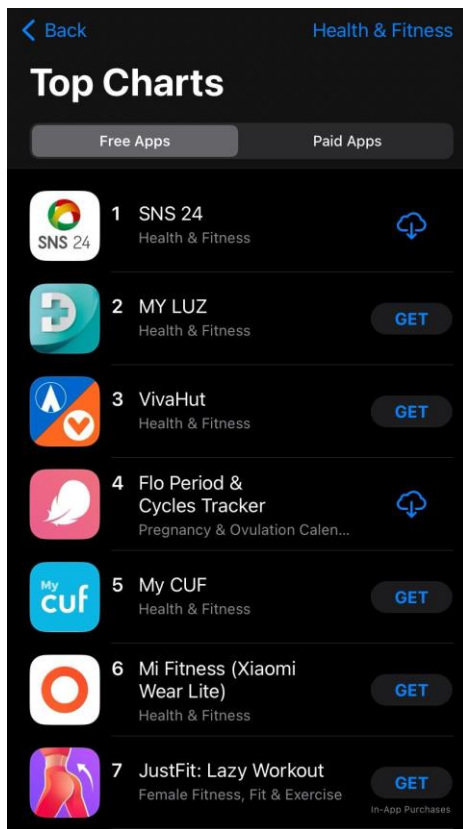 Back
Health & Fitness
Top Charts
Free Apps
Paid Apps
SNS 24
1 SNS 24
Health & Fitness
2 MY LUZ
Health & Fitness
GET
3 VivaHut
Health & Fitness
GET
4 Flo Period &
Cycles Tracker
Pregnancy & Ovulation Calen...
My
cuf
5 My CUF
Health & Fitness
GET
6 Mi Fitness (Xiaomi
Wear Lite)
Health & Fitness
GET
7 JustFit: Lazy Workout
Female Fitness, Fit & Exercise
GET
In-App Purchases